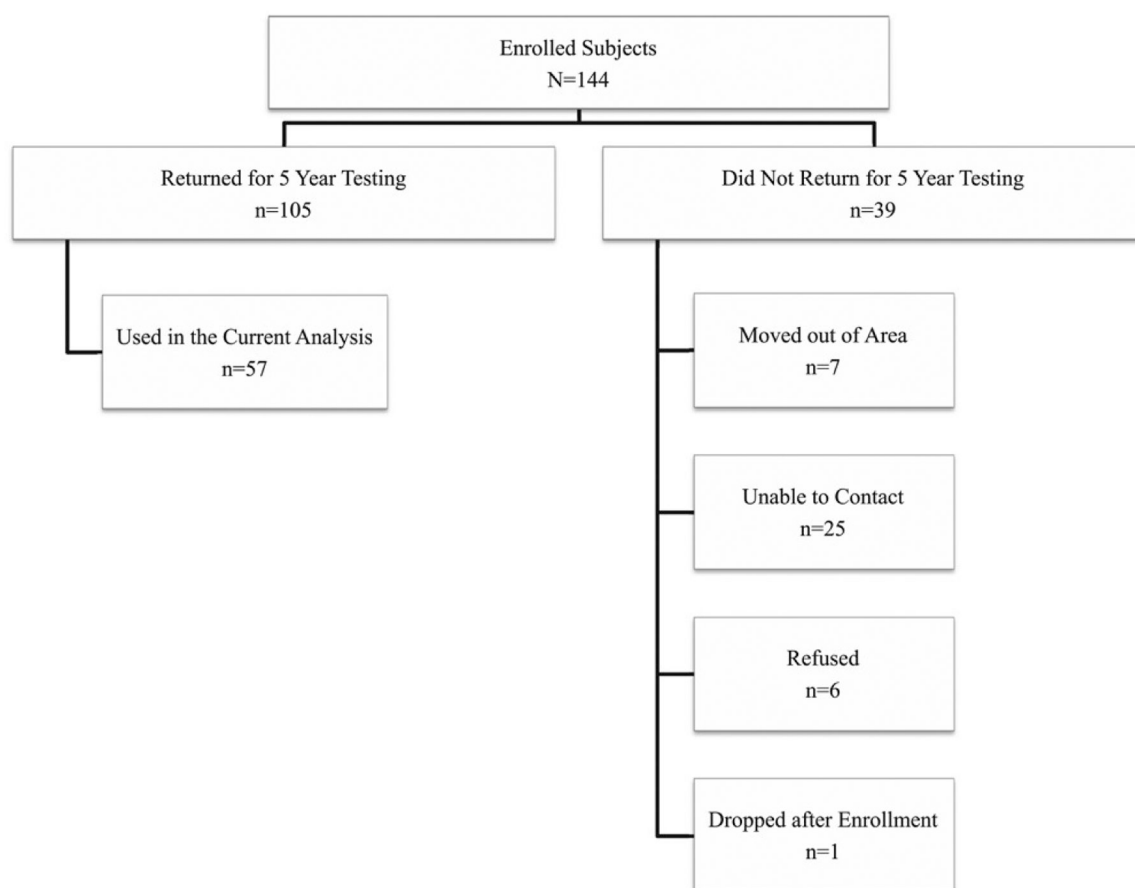 Enrolled Subjects
N=144
Returned for 5 Year Testing
n=105
Did Not Return for 5 Year Testing
n=39
Used in the Current Analysis
n=57
Moved out of Area
n=7
Unable to Contact
n=25
Refused
n=6
Dropped after Enrollment
n=1